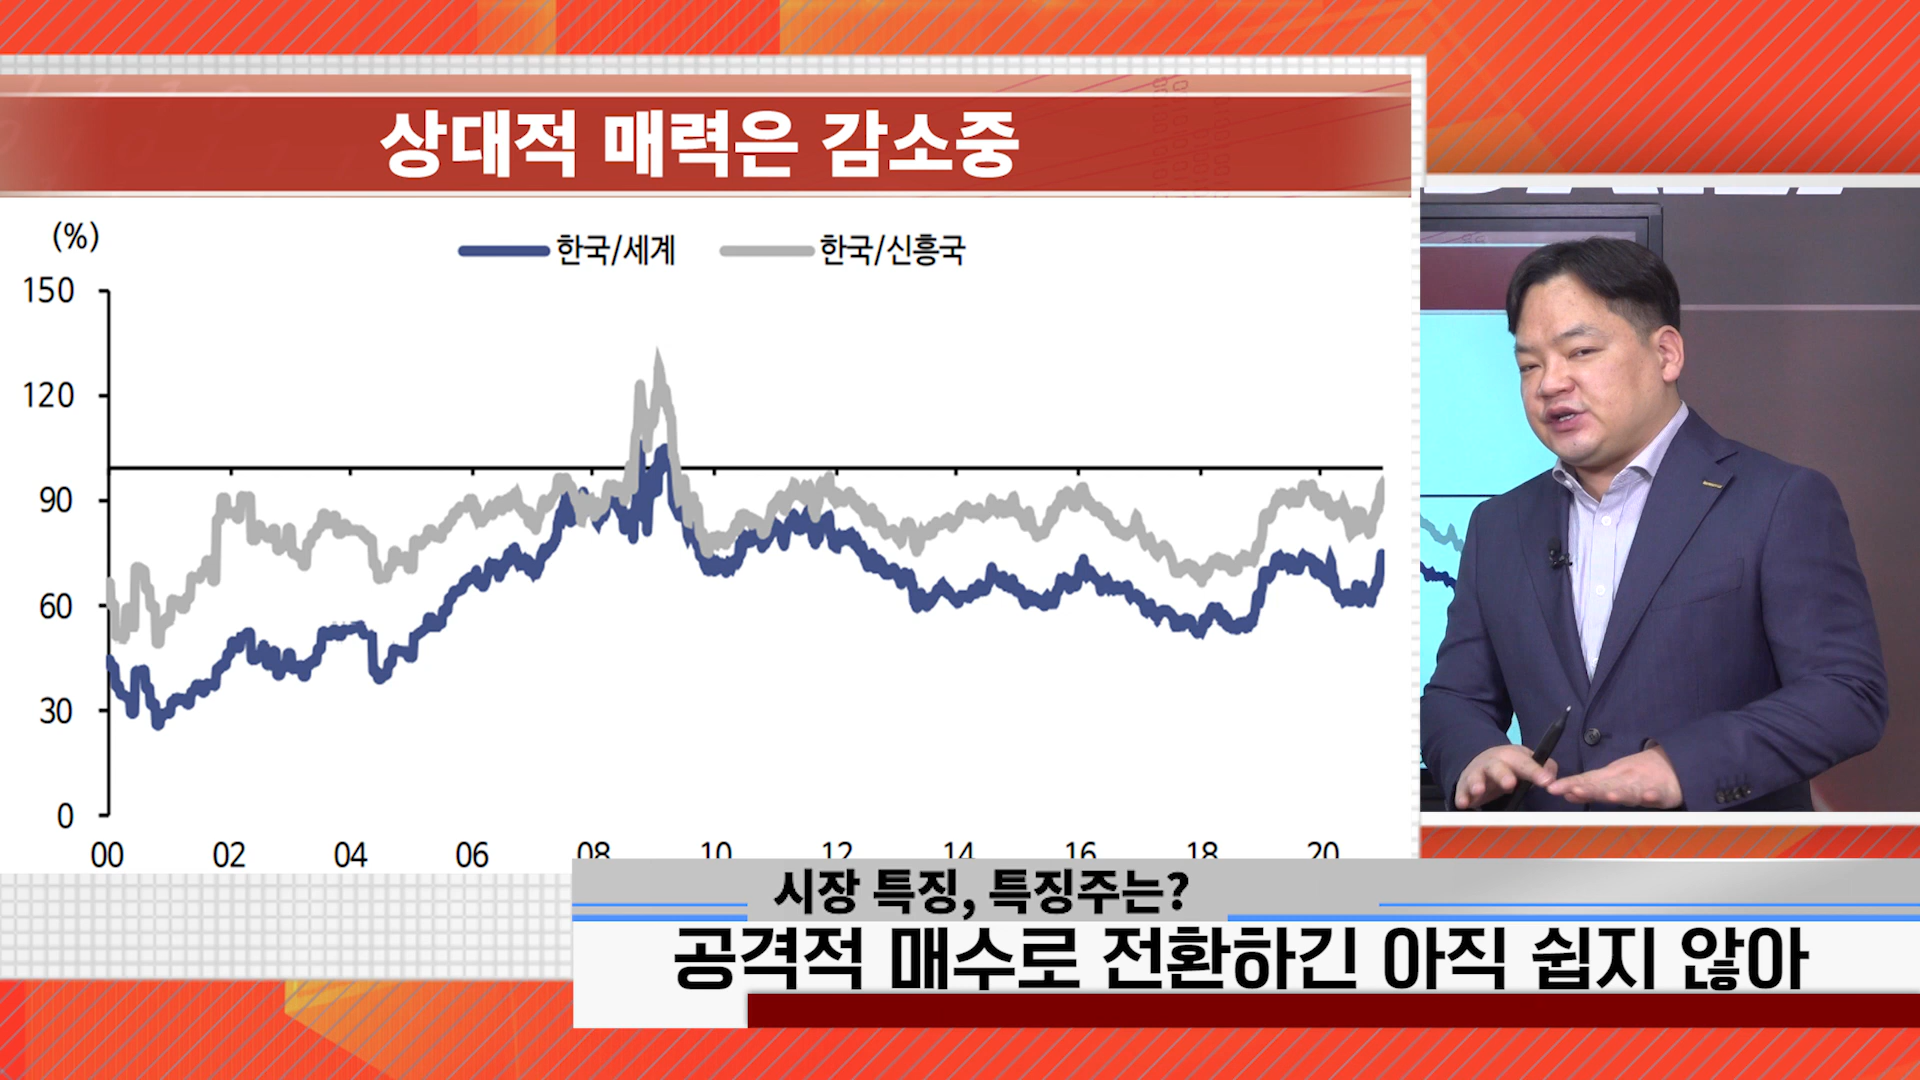 상대적 매력은 감소중
(%)
한국/세계
한국/신흥국
150
120
90
60
30
0
00 02 04 06 08 10 12 14 16 18 20
시장 특징, 특징주는?
공격적 매수로 전환하긴 아직 쉽지 않아